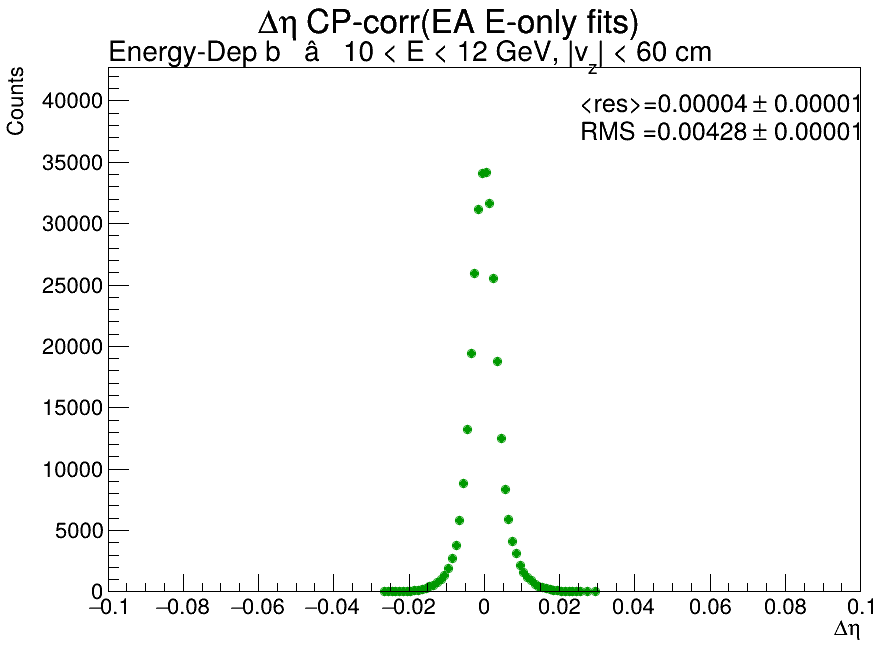 Δη CP-corr(EA E-only fits)
Energy-Dep b â 10 < E < 12 GeV, |v_z| < 60 cm
Counts
<res>=0.00004 ± 0.00001
RMS =0.00428 ± 0.00001
40000
35000
30000
25000
20000
15000
10000
5000
0
−0.1 −0.08 −0.06 −0.04 −0.02 0 0.02 0.04 0.06 0.08 0.1
Δη